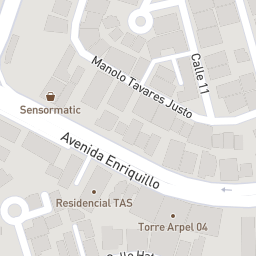 Manolo Tavares Justo
Calle 11
Sensormatic
Avenida Enriquillo
Residencial TAS
Torre Arpel 04